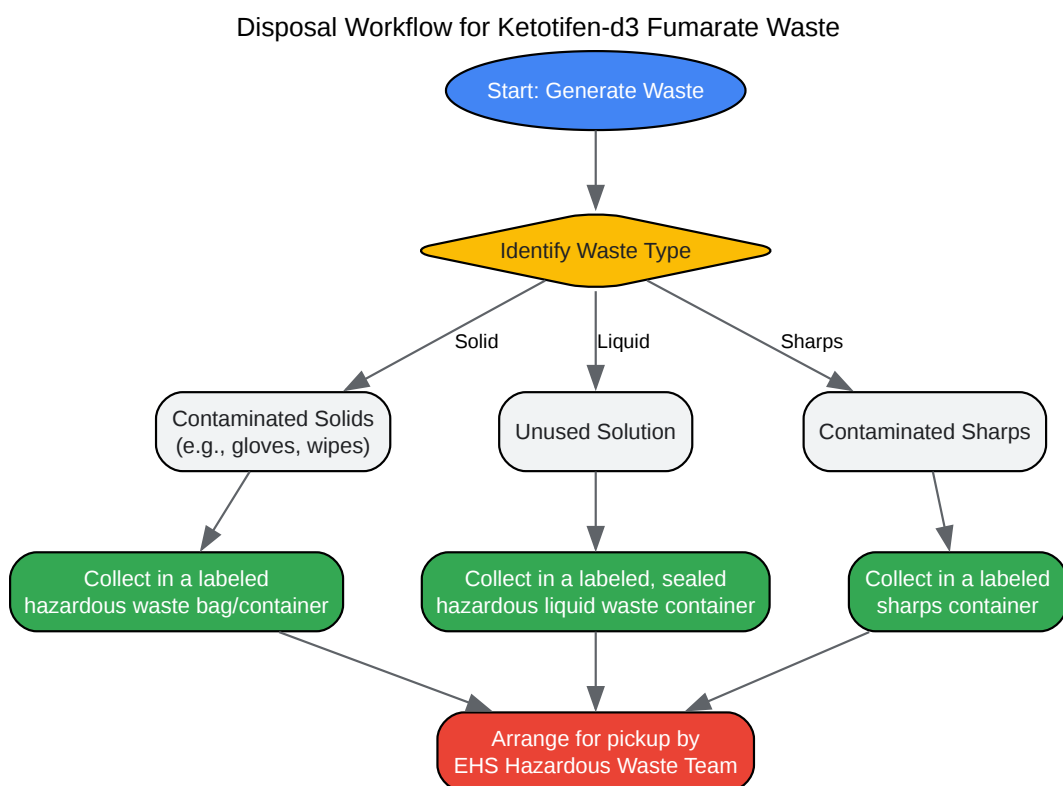 Disposal Workflow for Ketotifen-d3 Fumarate Waste
Start: Generate Waste
Identify Waste Type
Solid
Liquid
Sharps
Contaminated Solids
(e.g., gloves, wipes)
Unused Solution
Contaminated Sharps
Collect in a labeled
hazardous waste bag/container
Collect in a labeled, sealed
hazardous liquid waste container
Collect in a labeled
sharps container
Arrange for pickup by
EHS Hazardous Waste Team